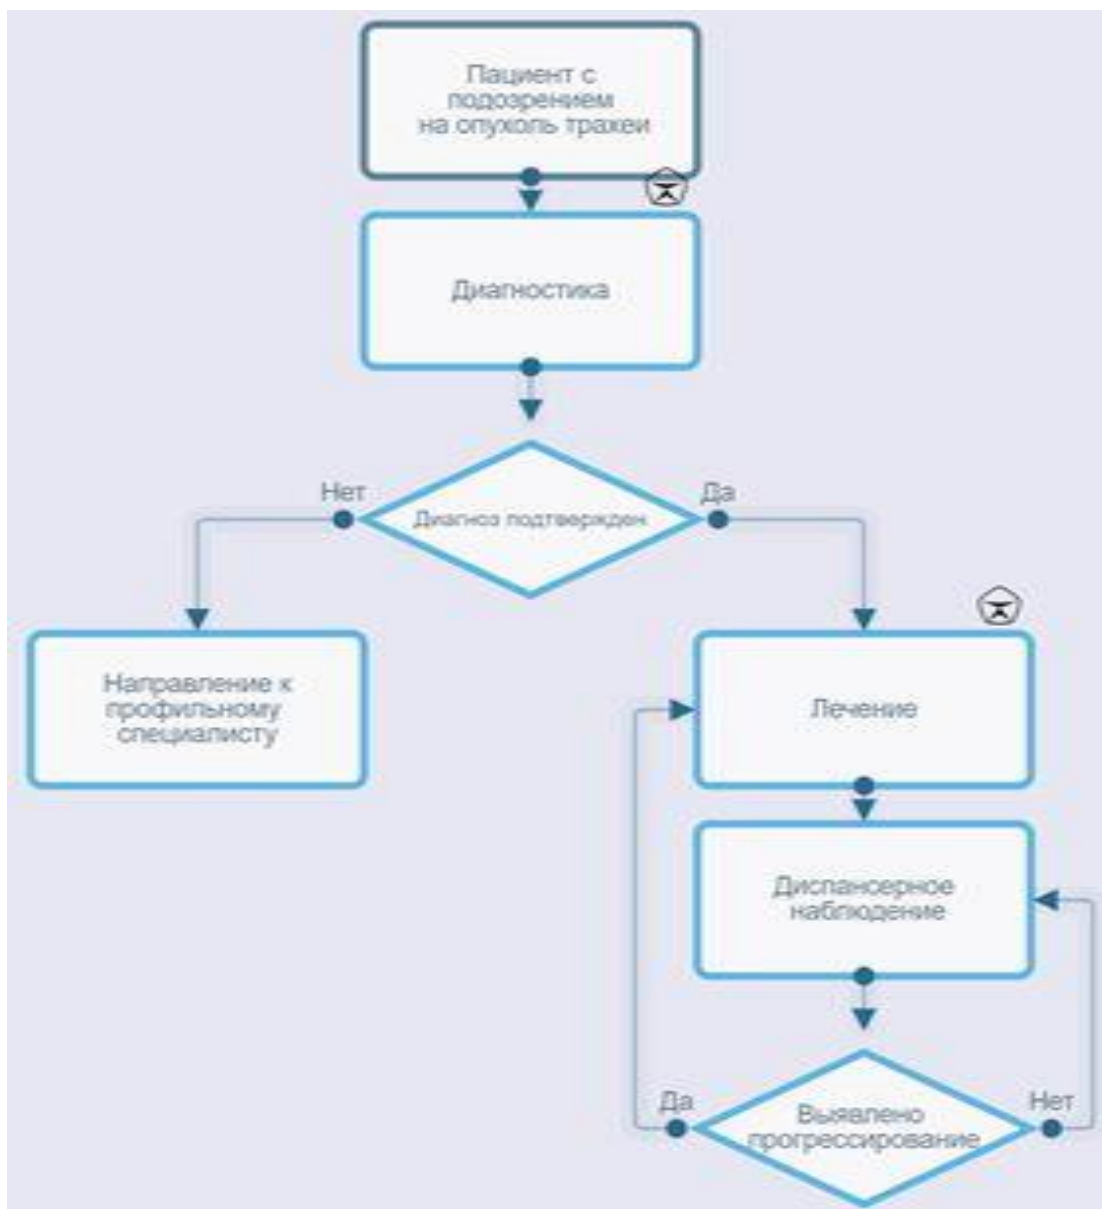 Пациент с
подозрением
на опухоль трахеи
Диагностика
Нет
Да
Диагноз подтвержден
Направление к
профильному
специалисту
Лечение
Диспансерное
наблюдение
Да
Нет
Выявлено
прогрессирование